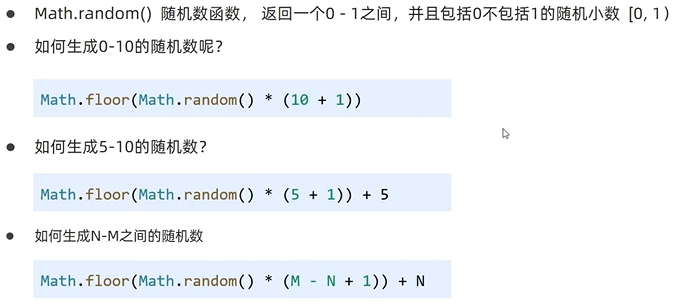 Math.random() 随机数函数， 返回一个0 - 1之间，并且包括0不包括1的随机小数 [0, 1）
如何生成0-10的随机数呢？
Math.floor(Math.random() * (10 + 1))
如何生成5-10的随机数？
Math.floor(Math.random() * (5 + 1)) + 5
如何生成N-M之间的随机数
Math.floor(Math.random() * (M - N + 1)) + N